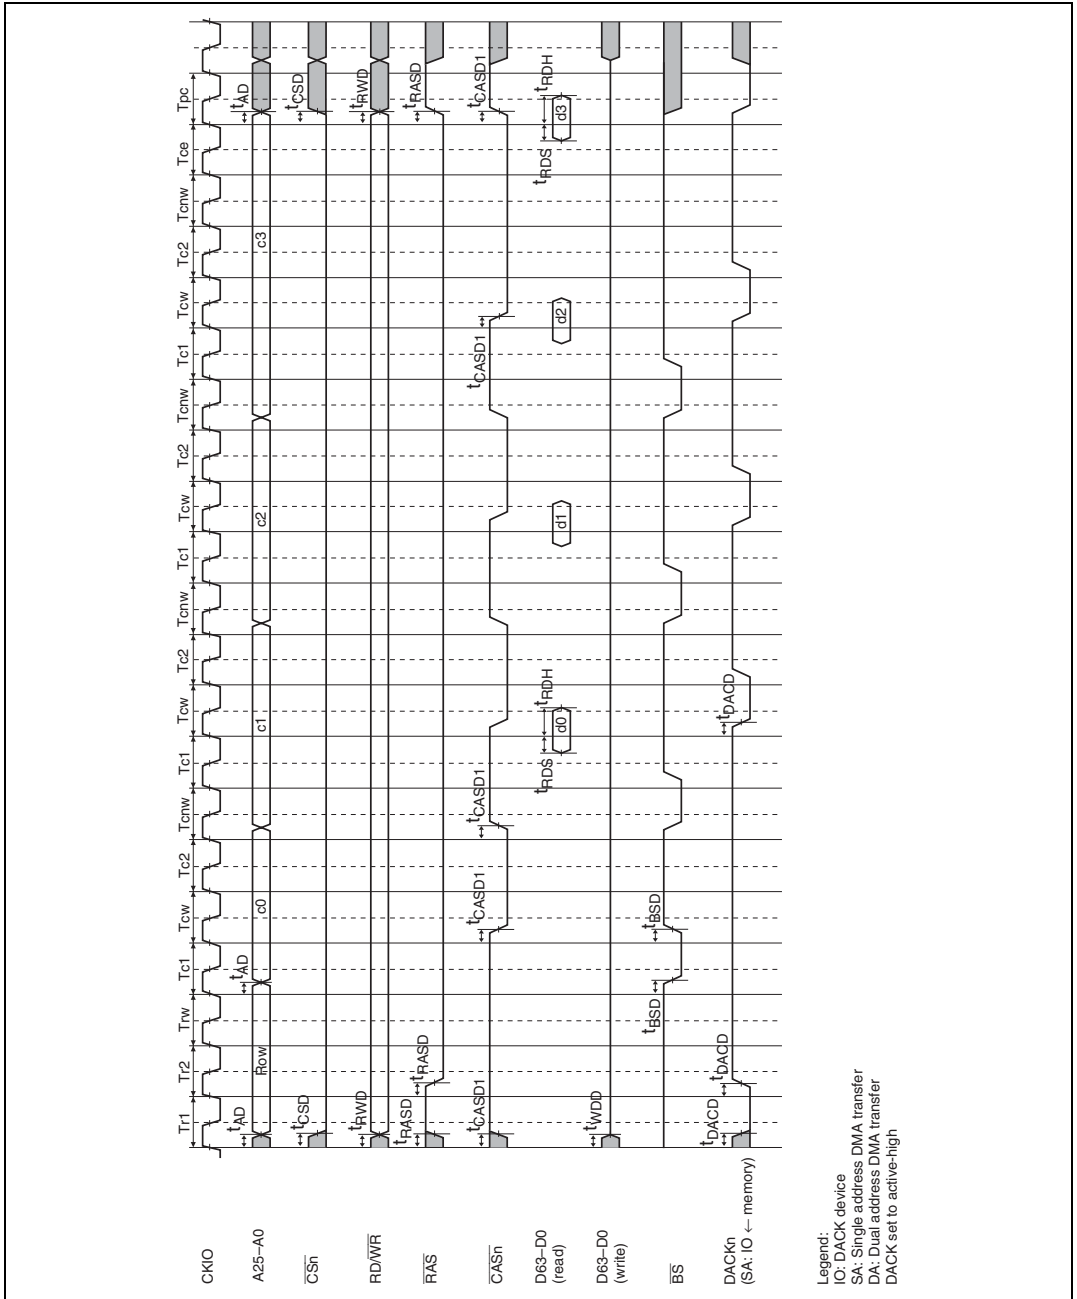 Tr1 Tr2 Trw Tc1 Tcw Tc2 Tcnw Tc1 Tcw Tc2 Tcnw Tc1 Tcw Tc2 Tcnw Tc1 Tcw Tc2 Tcnw Tce Tpc
CKIO
tAD tAD tAD
A25–A0 Row c0 c1 c2 c3
tCSD tCSD
CSn
tRWD tRWD
RD/WR
tRASD tRASD tRASD
RAS
tCASD1 tCASD1 tCASD1 tCASD1 tCASD1
CASn
tRDS tRDH tRDS tRDH
D63–D0
(read)
d0 d1 d2 d3
tWDD
D63–D0
(write)
tBSD tBSD
BS
tDACD tDACD tDACD
DACKn
(SA: IO ← memory)
Legend:
IO: DACK device
SA: Single address DMA transfer
DA: Dual address DMA transfer
DACK set to active-high